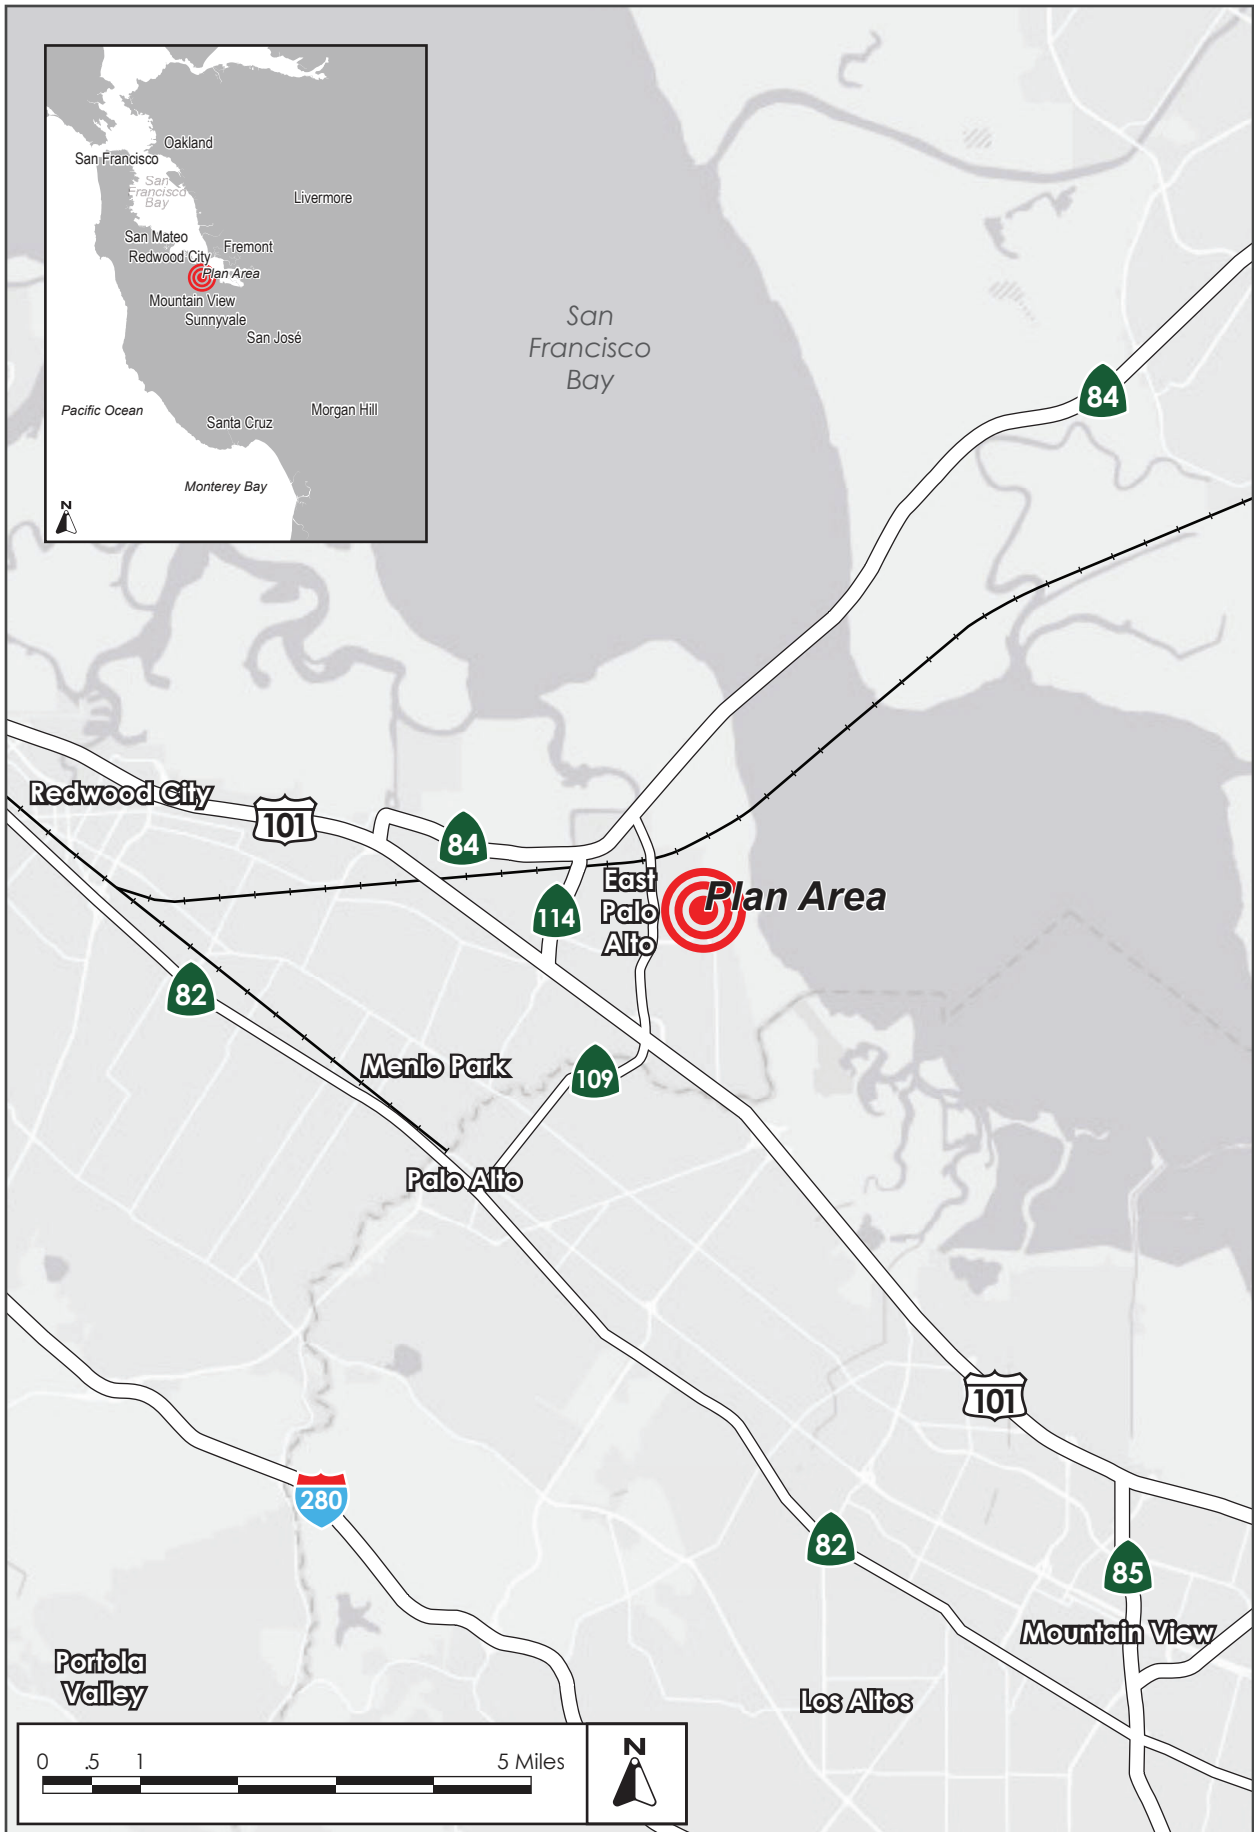 Oakland
San Francisco
San
Francisco
Bay
Livermore
San Mateo
Fremont
Redwood City
Plan Area
Mountain View
Sunnyvale
San José
Pacific Ocean
Morgan Hill
Santa Cruz
Monterey Bay
N
San
Francisco
Bay
84
Redwood City
101
84
East
Palo
Alto
Plan Area
114
82
Menlo Park
109
Palo Alto
101
280
82
85
Mountain View
Portola
Valley
Los Altos
0 .5 1 5 Miles
N